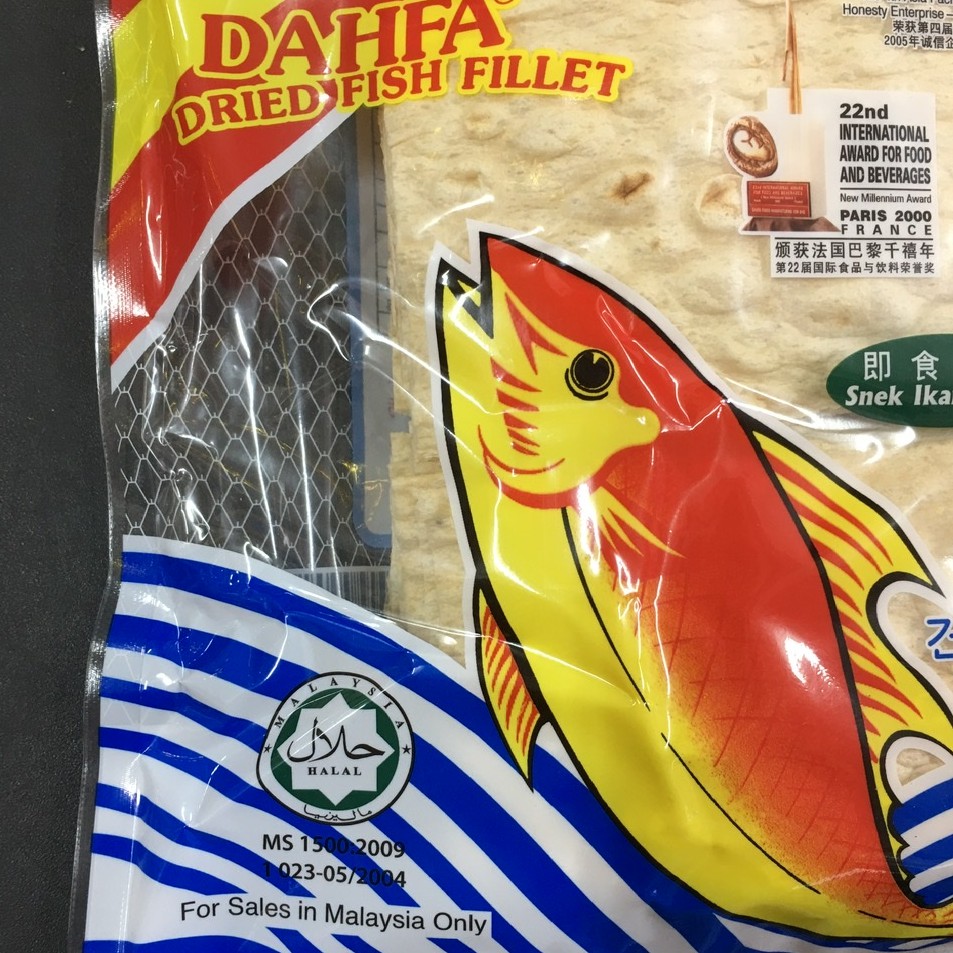 DAHFA®
DRIED FISH FILLET
Honesty Enterprise –
荣获第四届
2005年诚信企
22nd
INTERNATIONAL
AWARD FOR FOOD
AND BEVERAGES
New Millennium Award
PARIS 2000
FRANCE
颁获法国巴黎千禧年
第22届国际食品与饮料荣誉奖
即食
Snek Ika
건
MALAYSIA
حلال
HALAL
ماليزيا
MS 1500:2009
1 023-05/2004
For Sales in Malaysia Only